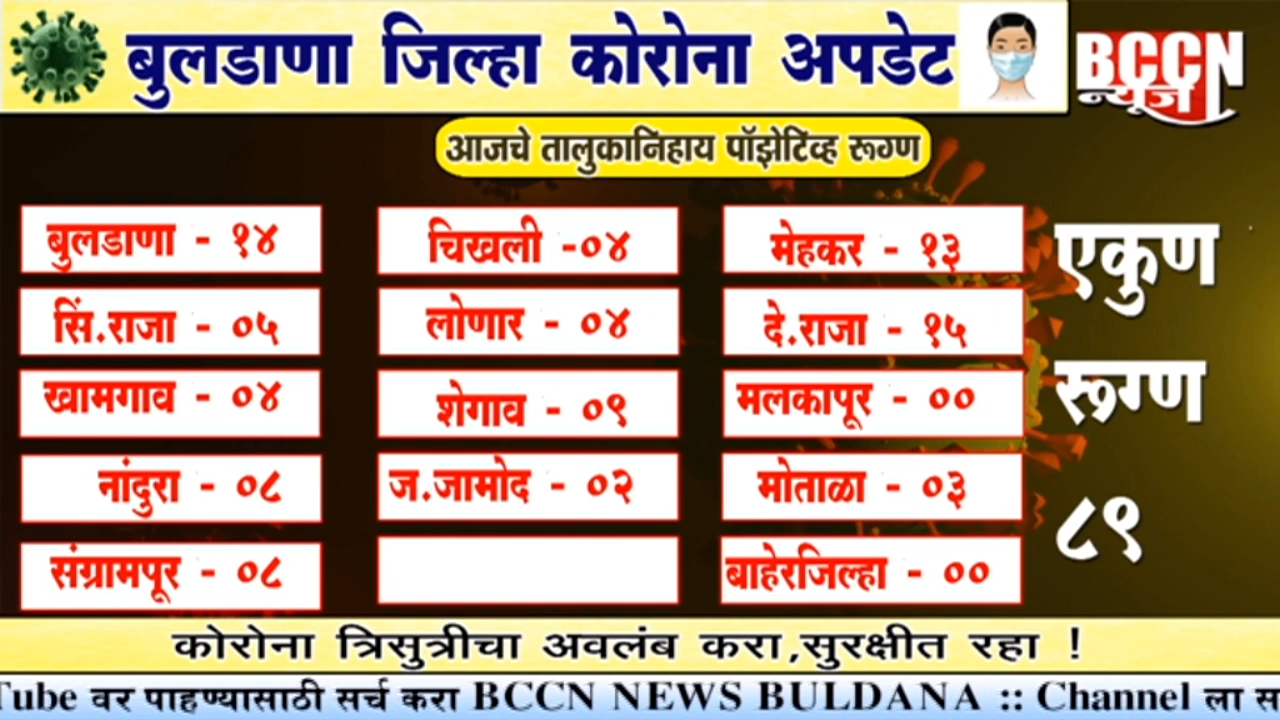 बुलडाणा जिल्हा कोरोना अपडेट
BCCN
न्यूज
आजचे तालुकानिहाय पॉझेटिव्ह रूग्ण
बुलडाणा - १४
चिखली -०४
मेहकर - १३
सिं.राजा - ०५
लोणार - ०४
दे.राजा - १५
खामगाव - ०४
शेगाव - ०९
मलकापूर - ००
नांदुरा - ०८
ज.जामोद - ०२
मोताळा - ०३
संग्रामपूर - ०८
बाहेरजिल्हा - ००
एकुण
रूग्ण
८९
कोरोना त्रिसुत्रीचा अवलंब करा,सुरक्षीत रहा !
Tube वर पाहण्यासाठी सर्च करा BCCN NEWS BULDANA :: Channel ला स